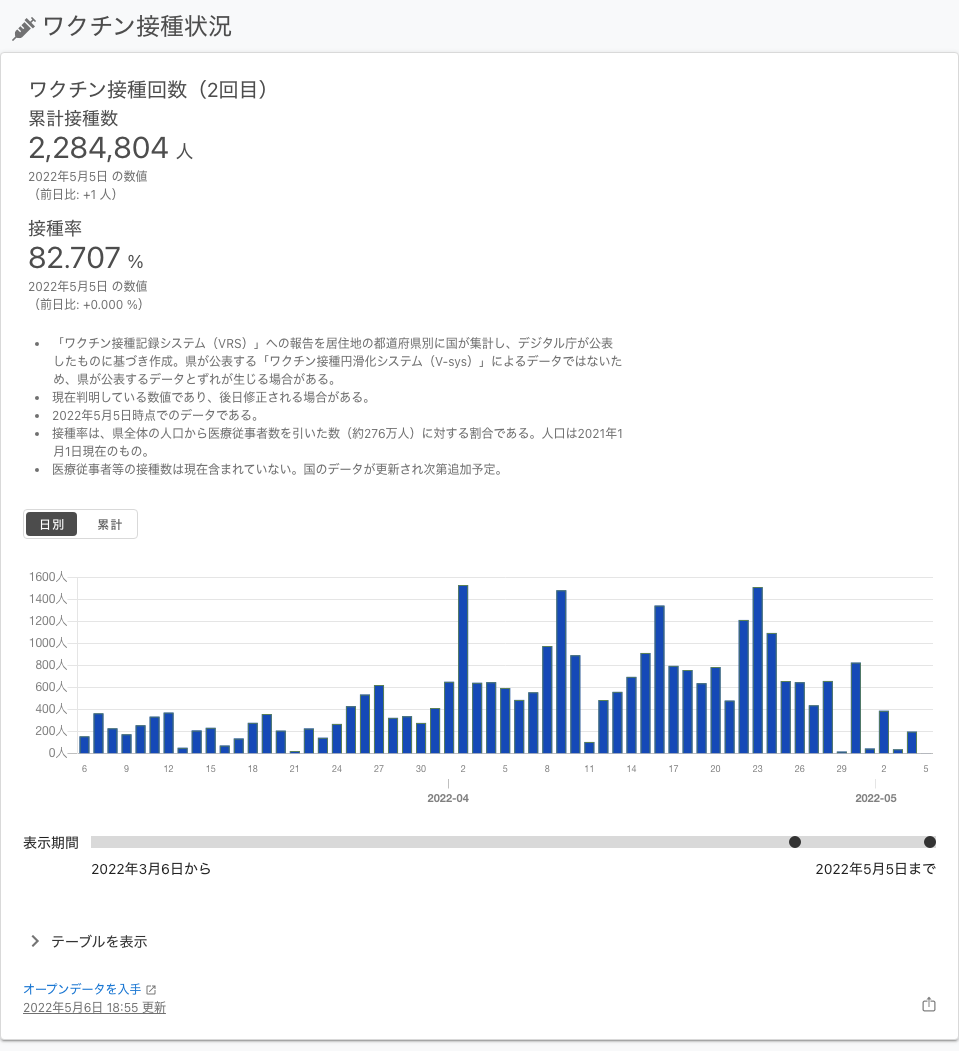 ワクチン接種状況
ワクチン接種回数（2回目）
累計接種数
2,284,804 人
2022年5月5日 の数値
（前日比: +1 人）
接種率
82.707 %
2022年5月5日 の数値
（前日比: +0.000 %）
• 「ワクチン接種記録システム（VRS）」への報告を居住地の都道府県別に国が集計し、デジタル庁が公表
したものに基づき作成。県が公表する「ワクチン接種円滑化システム（V-sys）」によるデータではないた
め、県が公表するデータとずれが生じる場合がある。
• 現在判明している数値であり、後日修正される場合がある。
• 2022年5月5日時点でのデータである。
• 接種率は、県全体の人口から医療従事者数を引いた数（約276万人）に対する割合である。人口は2021年1
月1日現在のもの。
• 医療従事者等の接種数は現在含まれていない。国のデータが更新され次第追加予定。
日別 累計
1600人
1400人
1200人
1000人
800人
600人
400人
200人
0人
6 9 12 15 18 21 24 27 30 2 5 8 11 14 17 20 23 26 29 2 5
2022-04 2022-05
表示期間
2022年3月6日から 2022年5月5日まで
テーブルを表示
オープンデータを入手
2022年5月6日 18:55 更新